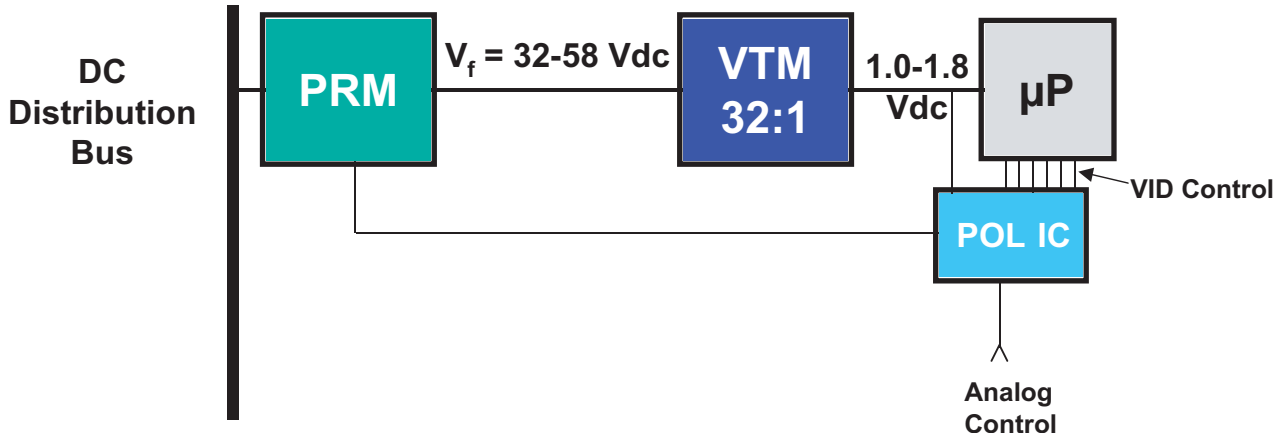 DC
Distribution
Bus
PRM
Vf = 32-58 Vdc
VTM
32:1
1.0-1.8
Vdc
µP
VID Control
POL IC
Analog
Control